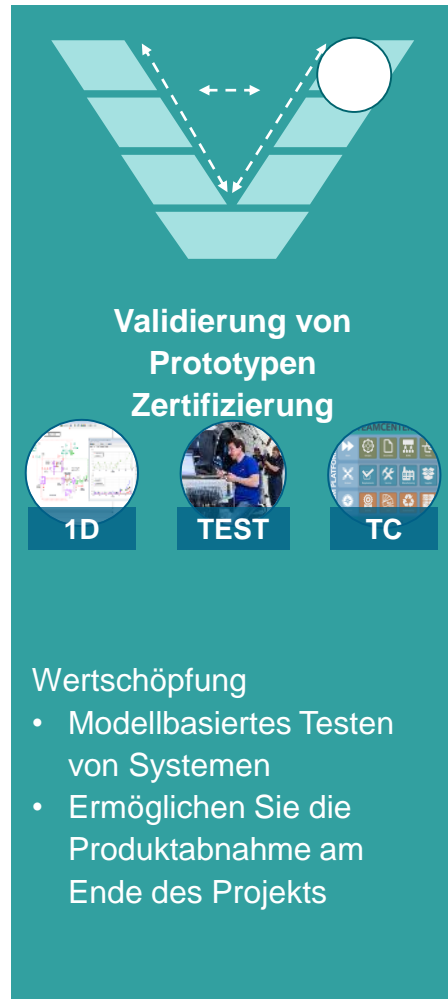 Validierung von
Prototypen
Zertifizierung
1D
TEST
TC
Wertschöpfung
• Modellbasiertes Testen
von Systemen
• Ermöglichen Sie die
Produktabnahme am
Ende des Projekts